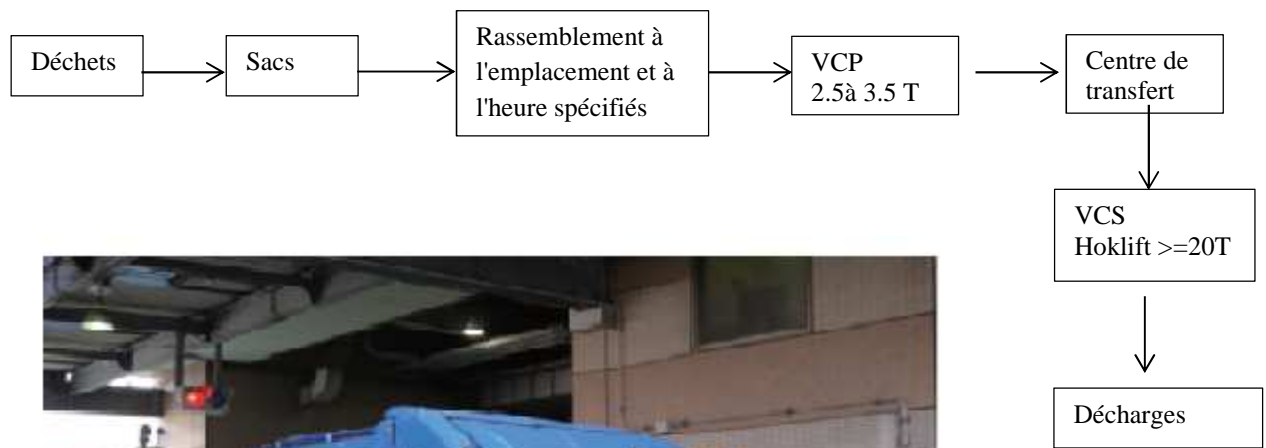 Déchets
Sacs
Rassemblement à
l'emplacement et à
l'heure spécifiés
VCP
2.5à 3.5 T
Centre de
transfert
VCS
Hoklift >=20T
Décharges